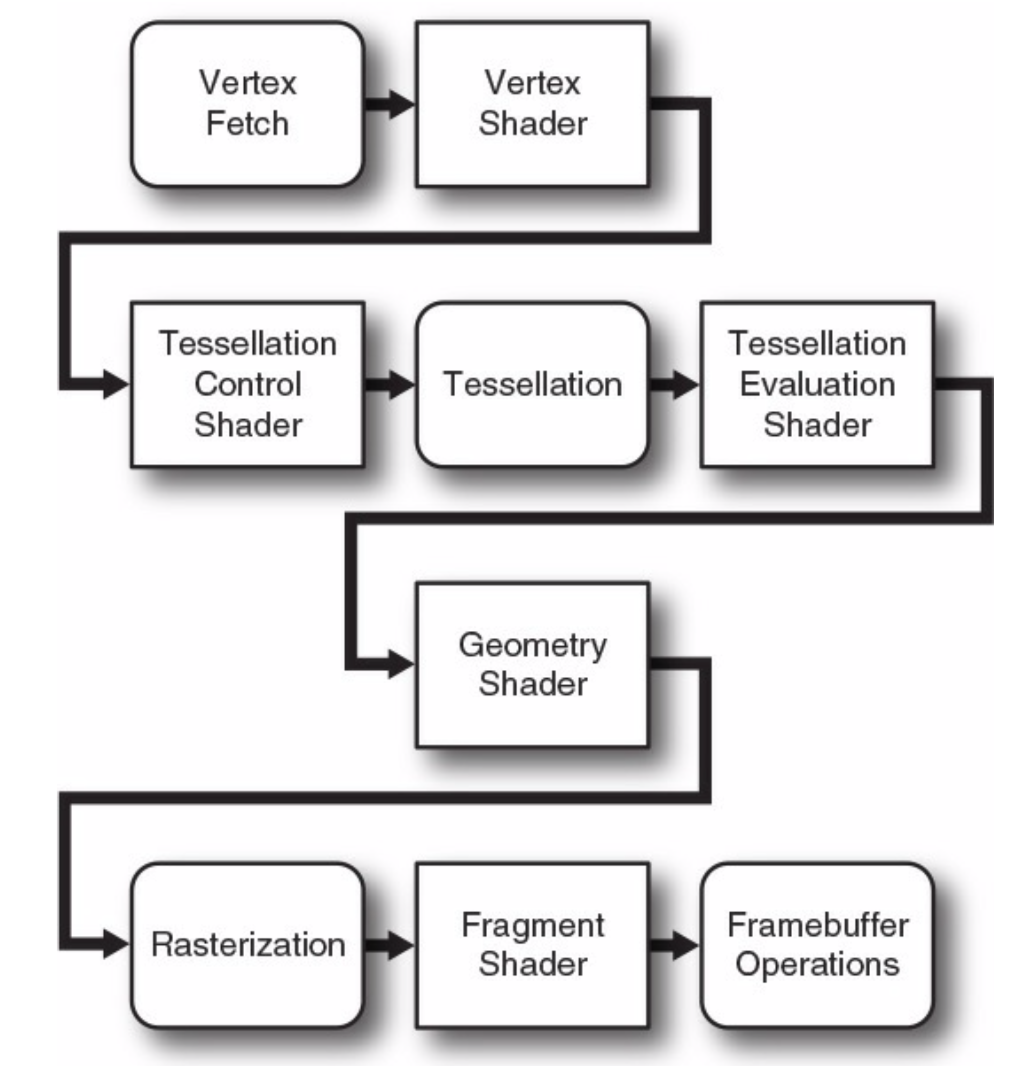 Vertex
Fetch
Vertex
Shader
Tessellation
Control
Shader
Tessellation
Tessellation
Evaluation
Shader
Geometry
Shader
Rasterization
Fragment
Shader
Framebuffer
Operations